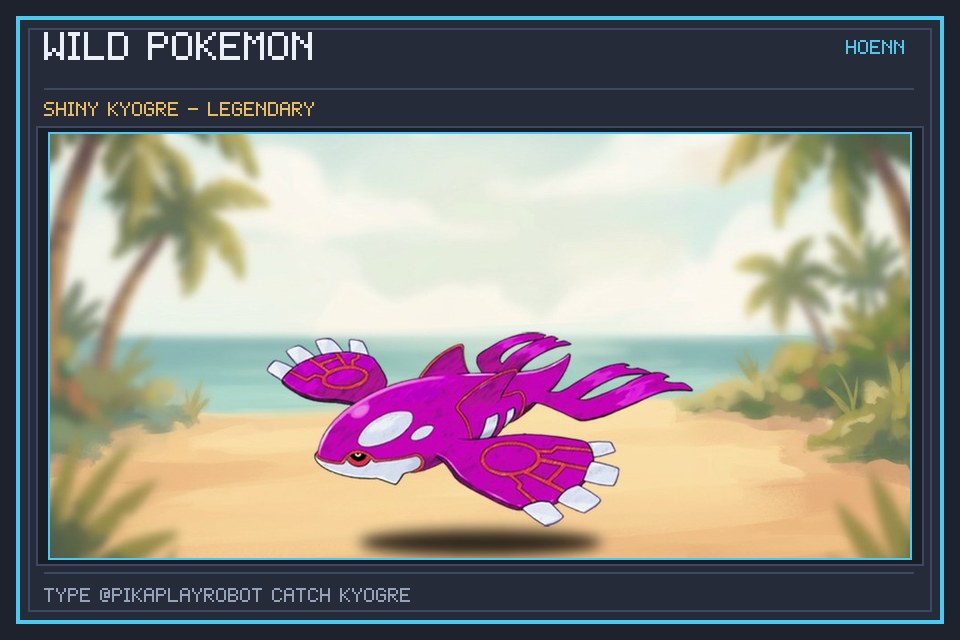 WILD POKEMON
HOENN
SHINY KYOGRE - LEGENDARY
TYPE @PIKAPLAYROBOT CATCH KYOGRE